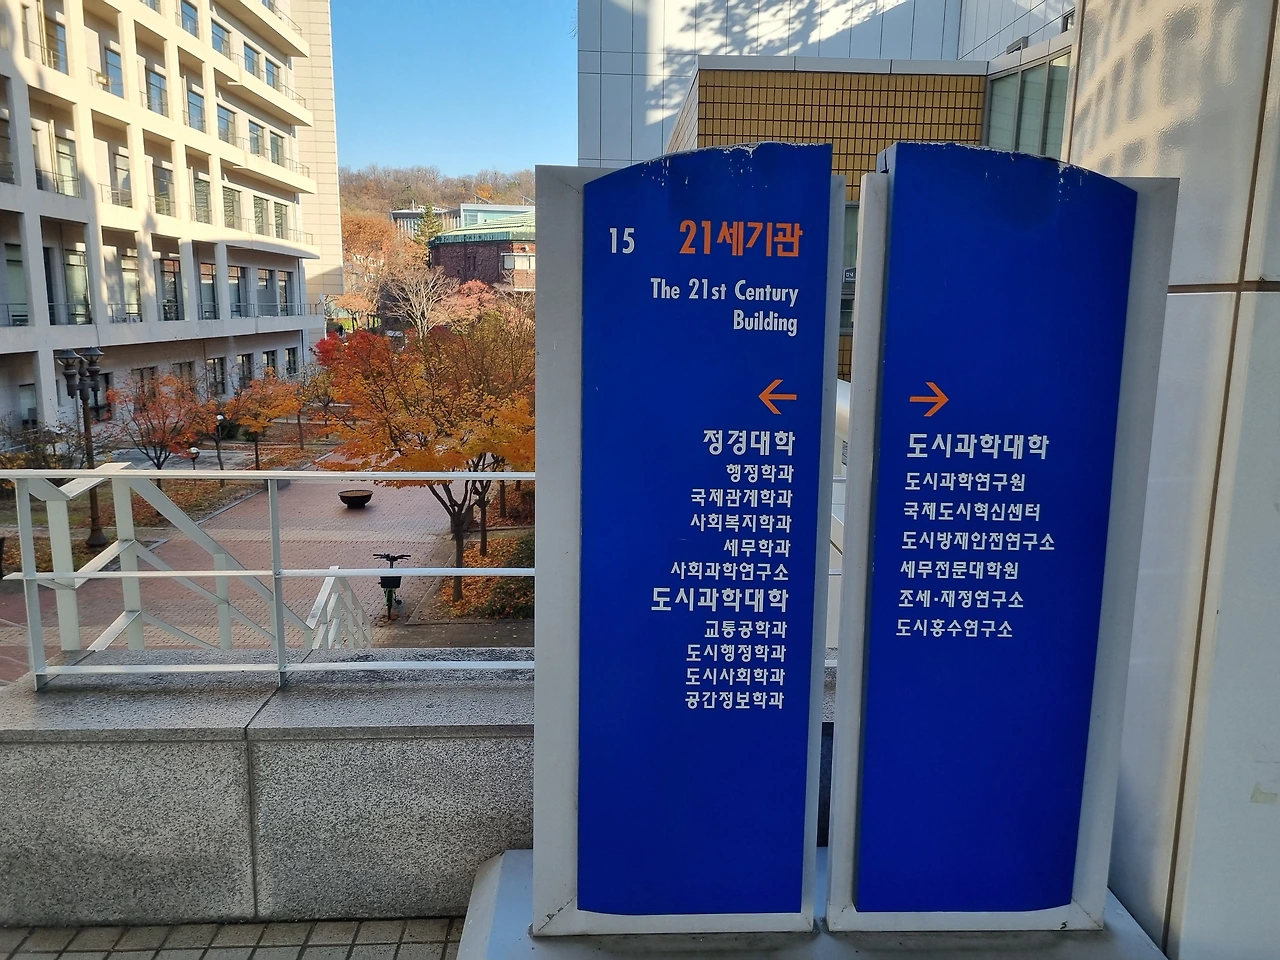 15 21세기관
The 21st Century
Building
←
정경대학
행정학과
국제관계학과
사회복지학과
세무학과
사회과학연구소
도시과학대학
교통공학과
도시행정학과
도시사회학과
공간정보학과
→
도시과학대학
도시과학연구원
국제도시혁신센터
도시방재안전연구소
세무전문대학원
조세·재정연구소
도시홍수연구소